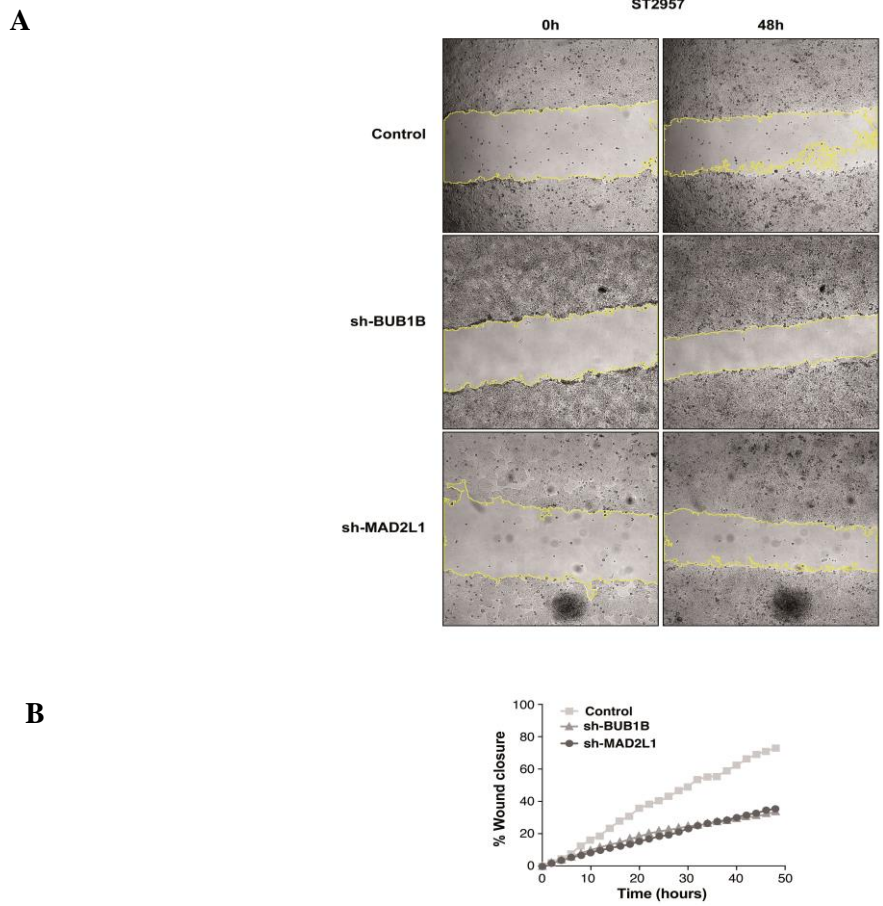 A
ST2957
0h 48h
Control
sh-BUB1B
sh-MAD2L1
B
100
80
60
40
20
0
% Wound closure
Control
sh-BUB1B
sh-MAD2L1
0 10 20 30 40 50
Time (hours)